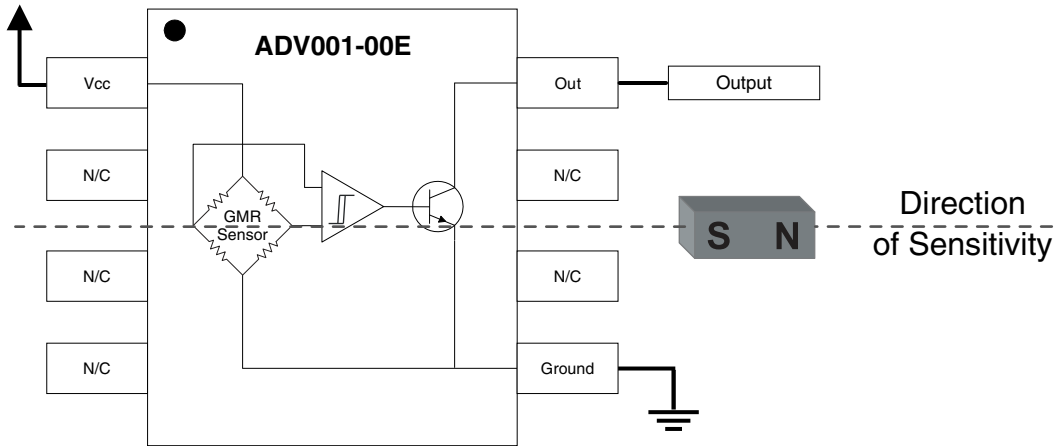 ADV001-00E
Vcc
Out
Output
N/C
N/C
GMR
Sensor
S N
Direction
of Sensitivity
N/C
N/C
N/C
Ground